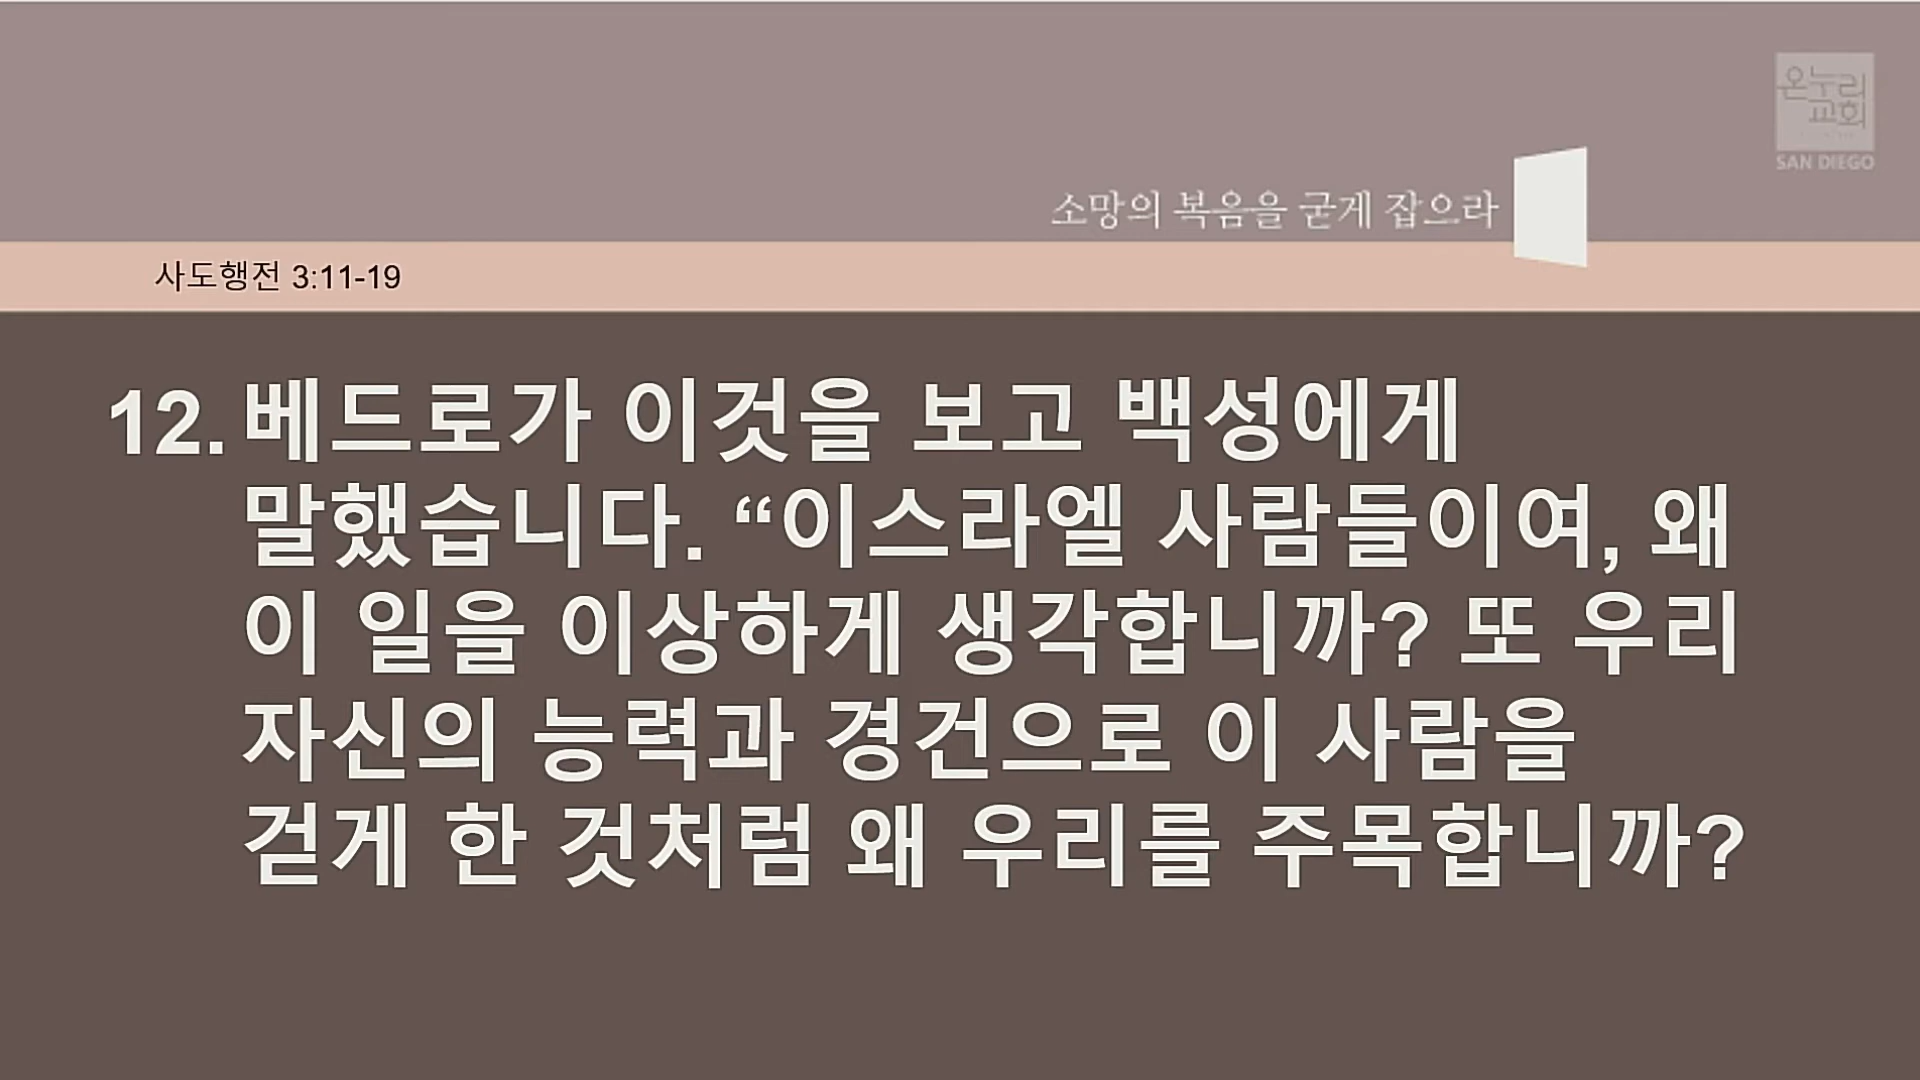 온누리
교회
SAN DIEGO
소망의 복음을 굳게 잡으라
사도행전 3:11-19
12. 베드로가 이것을 보고 백성에게
말했습니다. “이스라엘 사람들이여, 왜
이 일을 이상하게 생각합니까? 또 우리
자신의 능력과 경건으로 이 사람을
걷게 한 것처럼 왜 우리를 주목합니까?